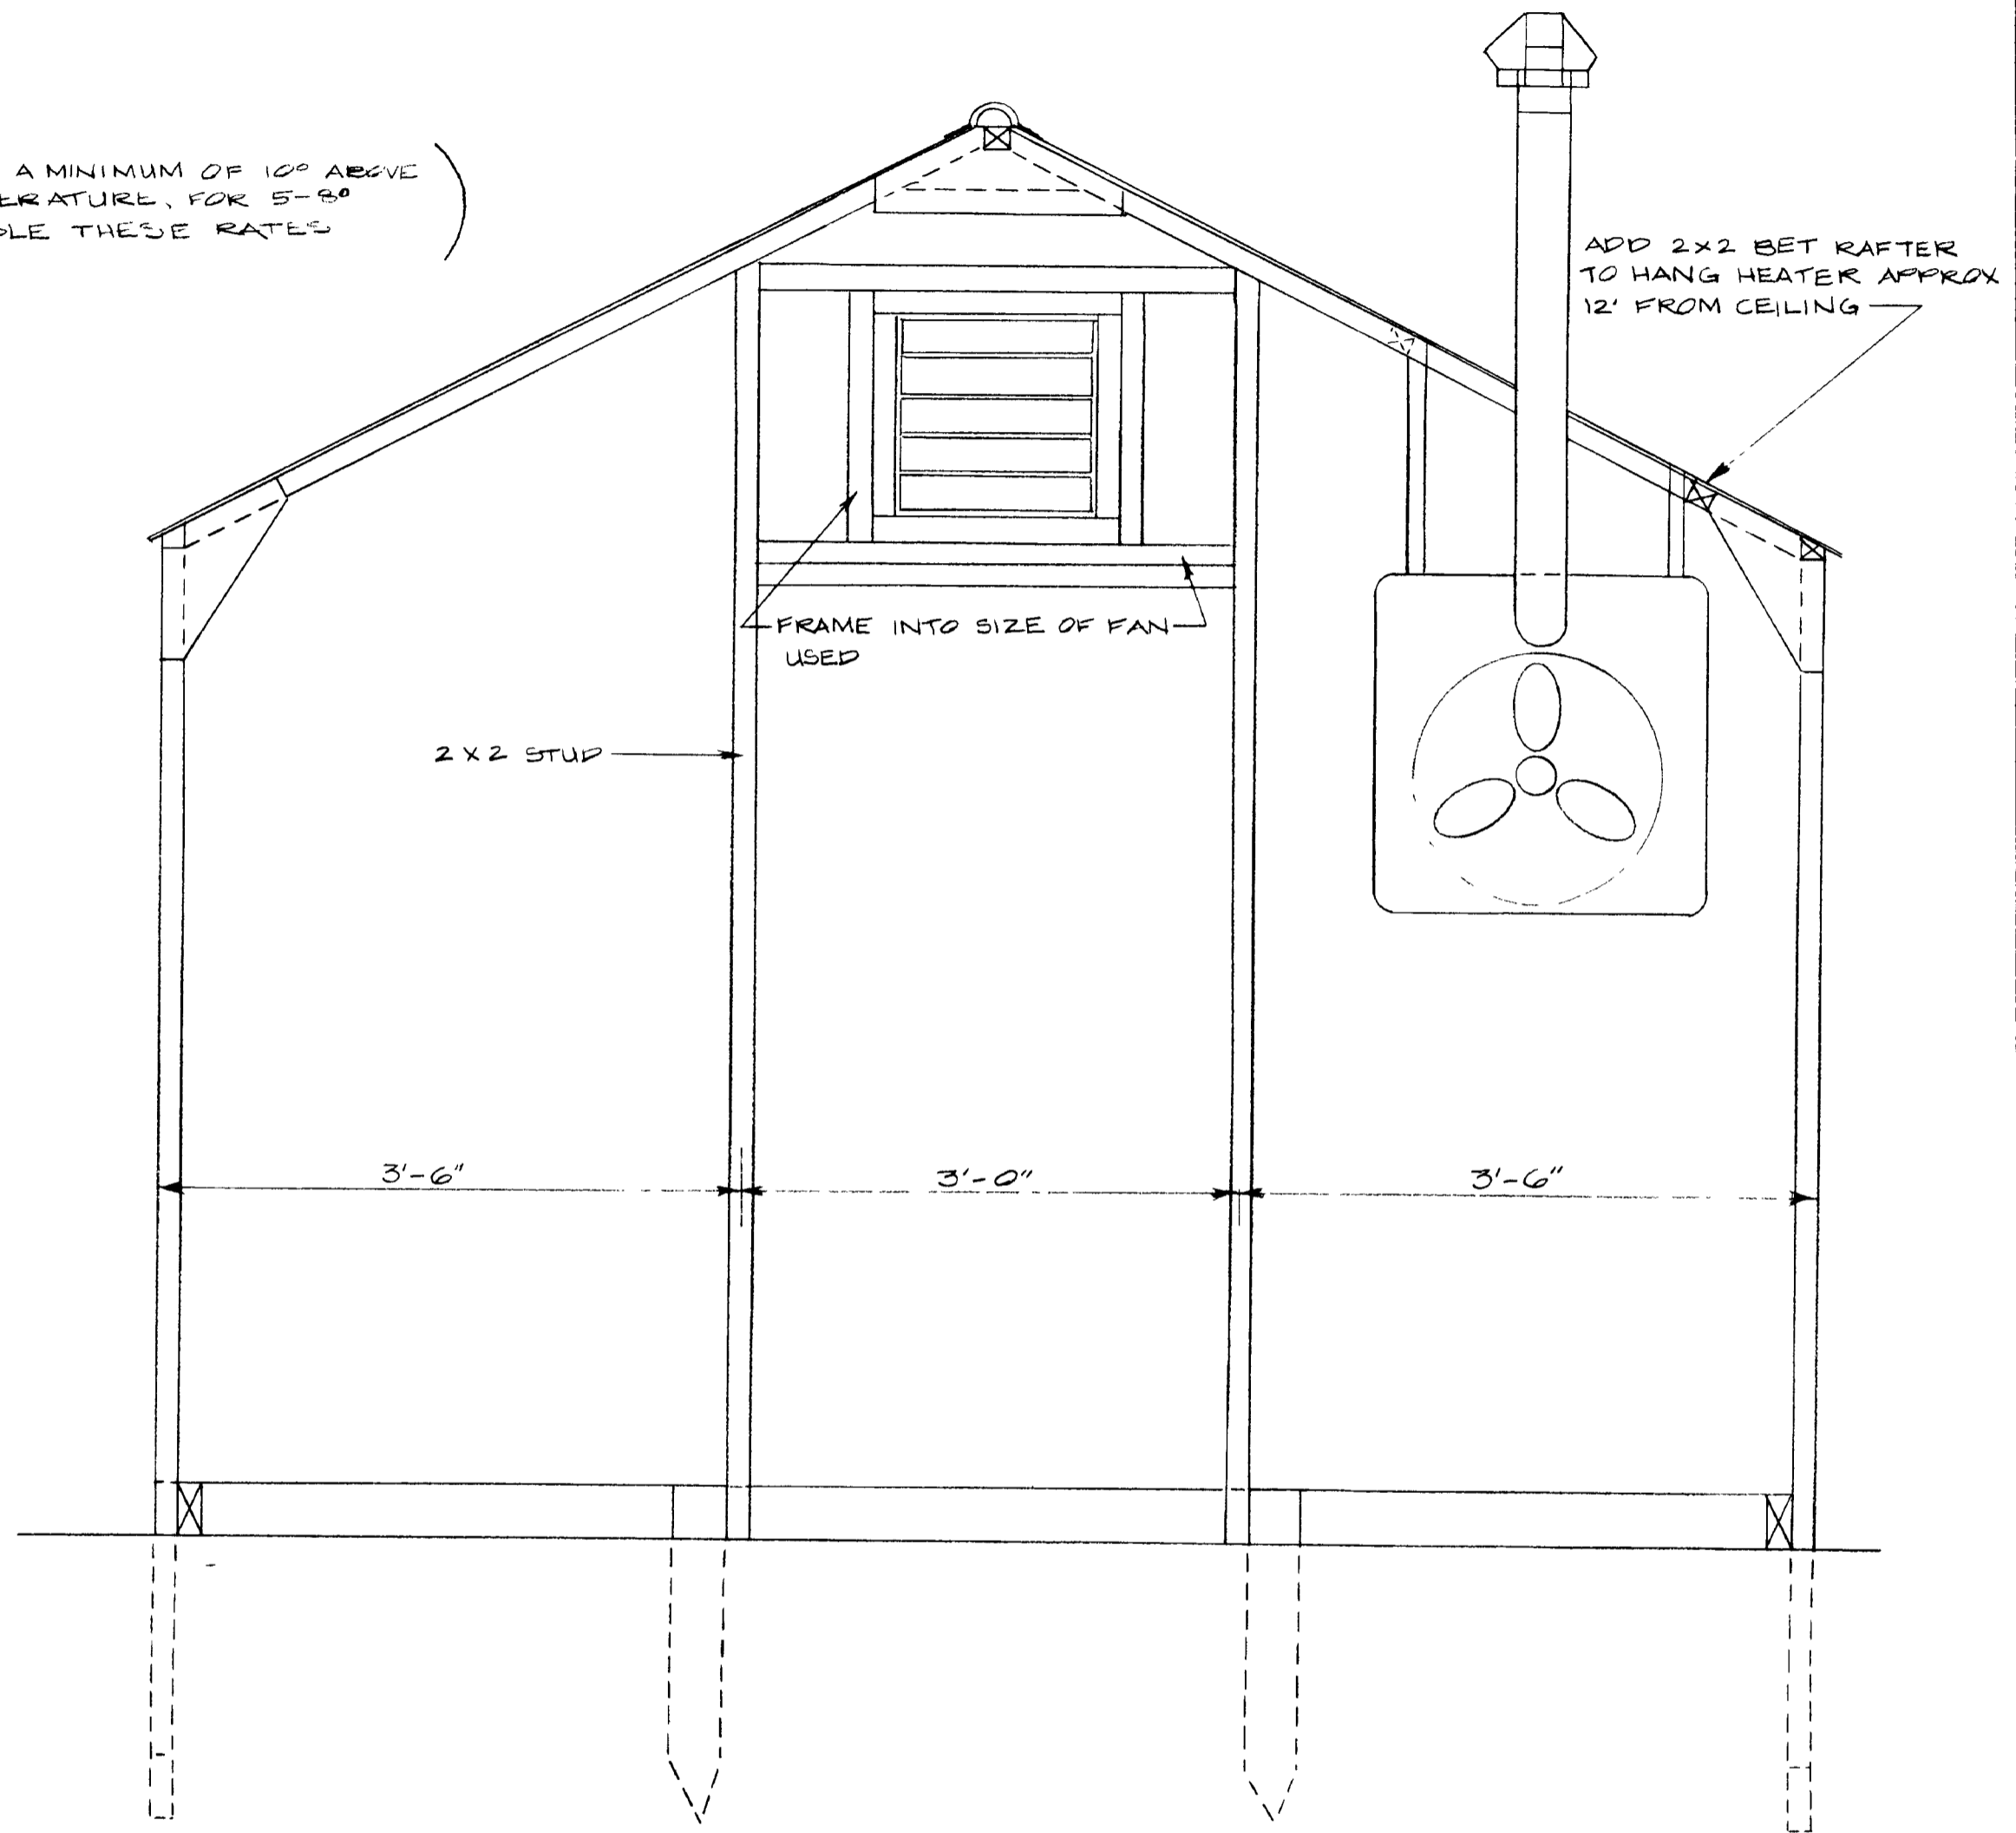 A MINIMUM OF 10° ABOVE
ERATURE, FOR 5-8°
LE THESE RATES
ADD 2X2 BET RAFTER
TO HANG HEATER APPROX
12' FROM CEILING
FRAME INTO SIZE OF FAN
USED
2 X 2 STUD
3'-6" 3'-0" 3'-6"